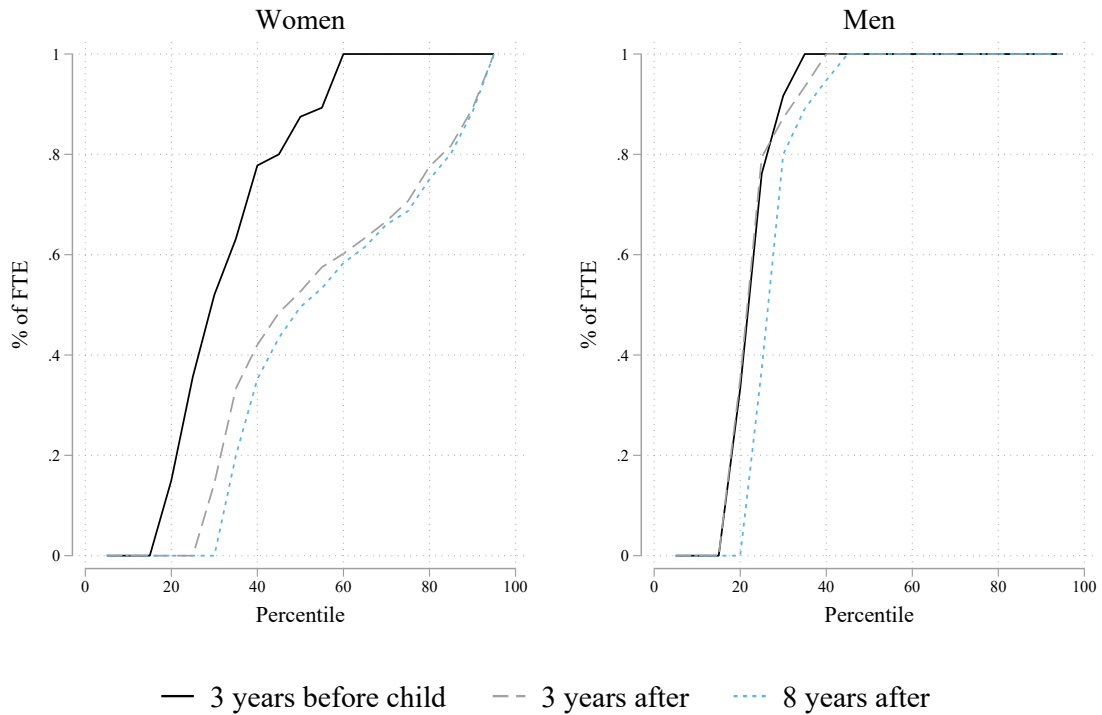 Women
Men
% of FTE
1
.8
.6
.4
.2
0
0 20 40 60 80 100
Percentile
% of FTE
1
.8
.6
.4
.2
0
0 20 40 60 80 100
Percentile
3 years before child 3 years after 8 years after